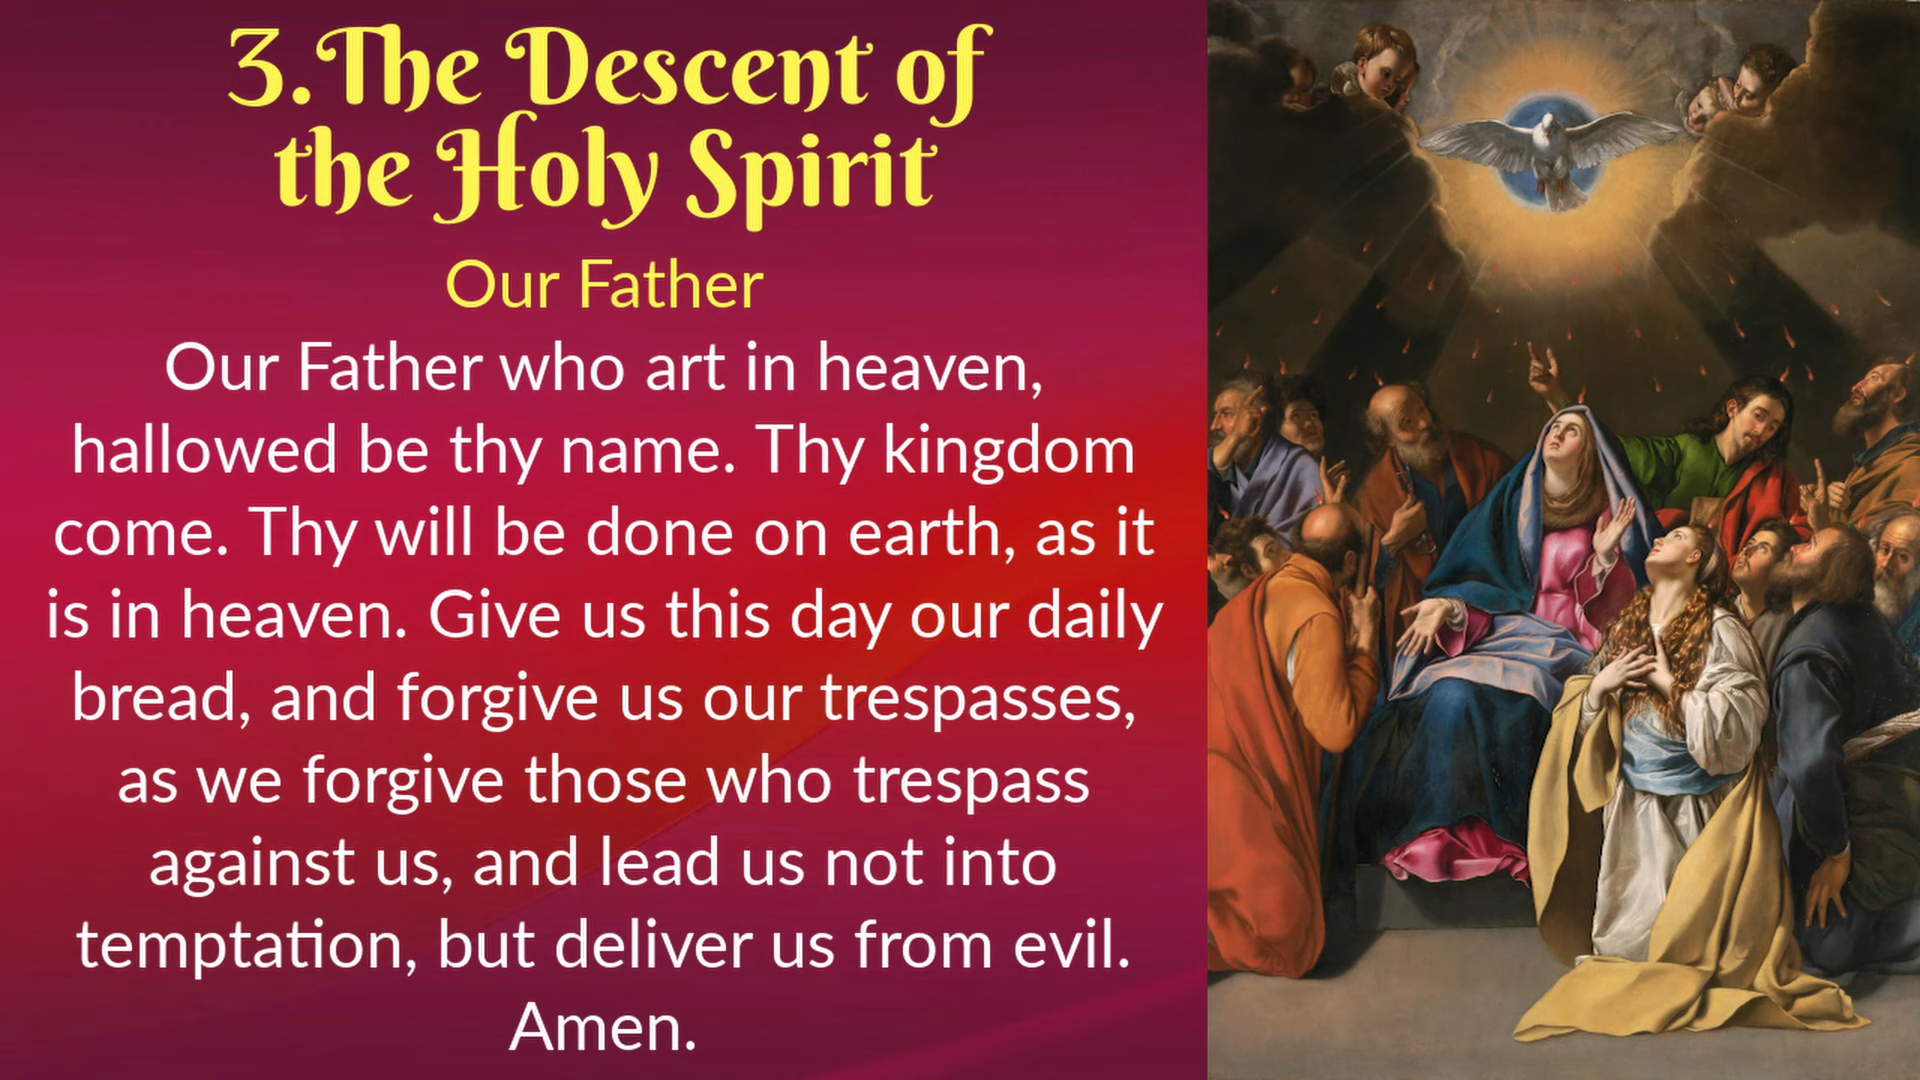 3.The Descent of
the Holy Spirit
Our Father
Our Father who art in heaven,
hallowed be thy name. Thy kingdom
come. Thy will be done on earth, as it
is in heaven. Give us this day our daily
bread, and forgive us our trespasses,
as we forgive those who trespass
against us, and lead us not into
temptation, but deliver us from evil.
Amen.